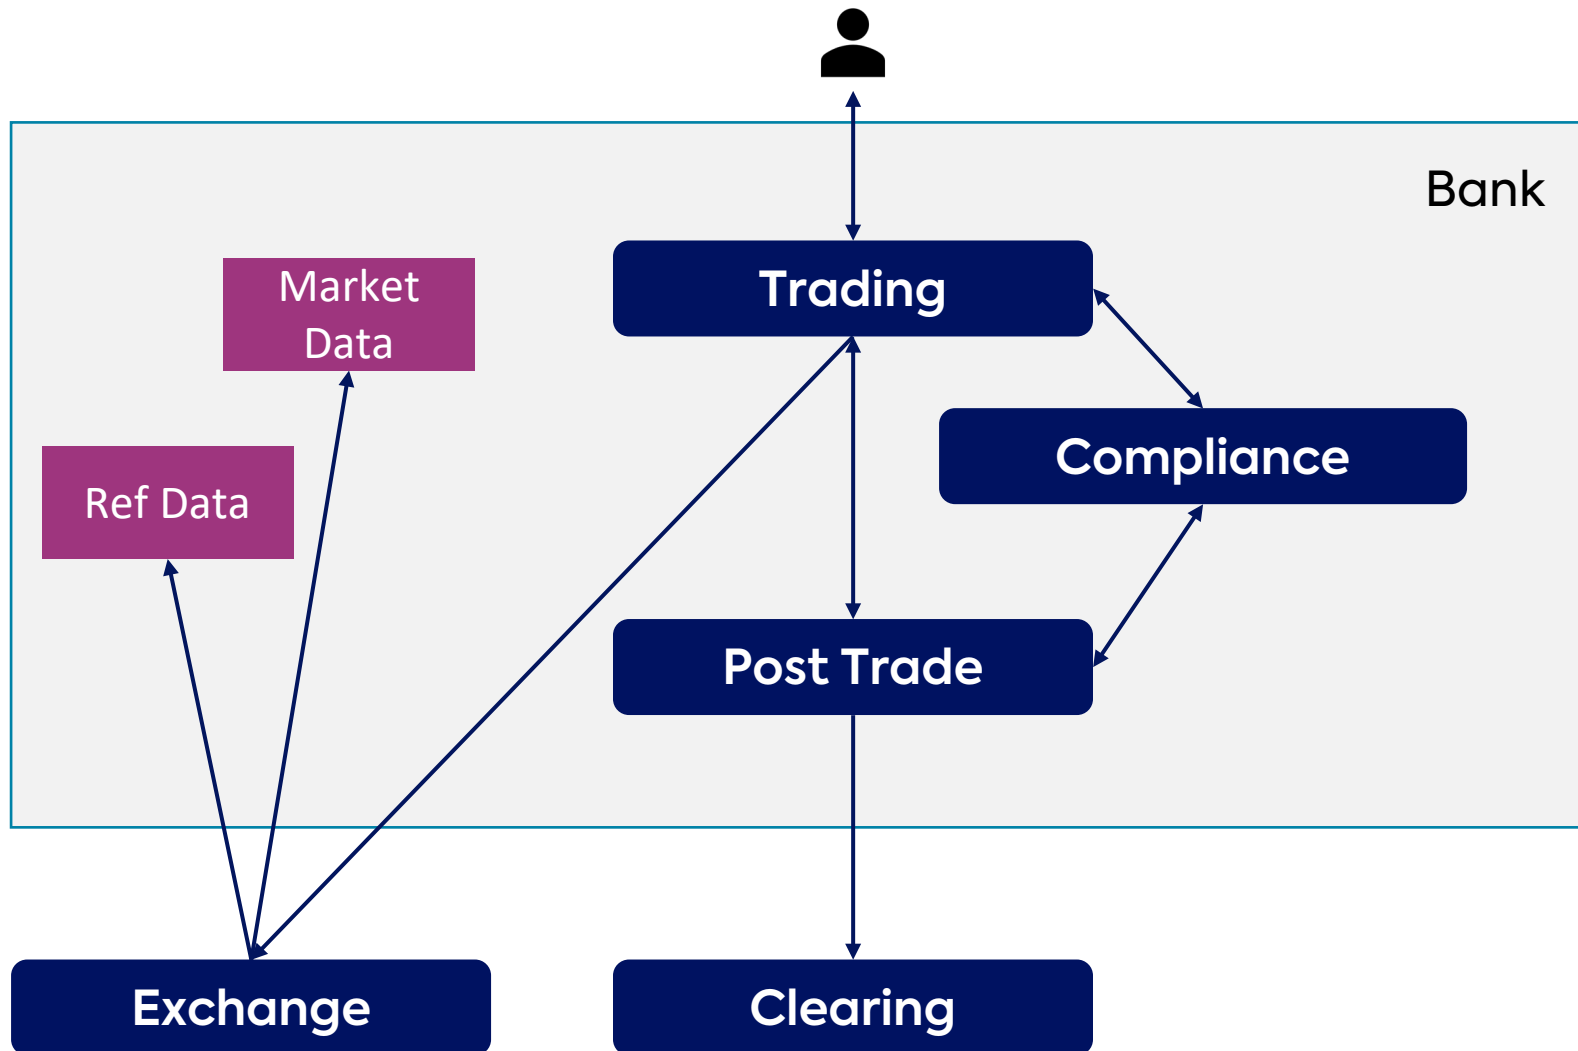 Bank
Trading
Market
Data
Compliance
Ref Data
Post Trade
Exchange
Clearing